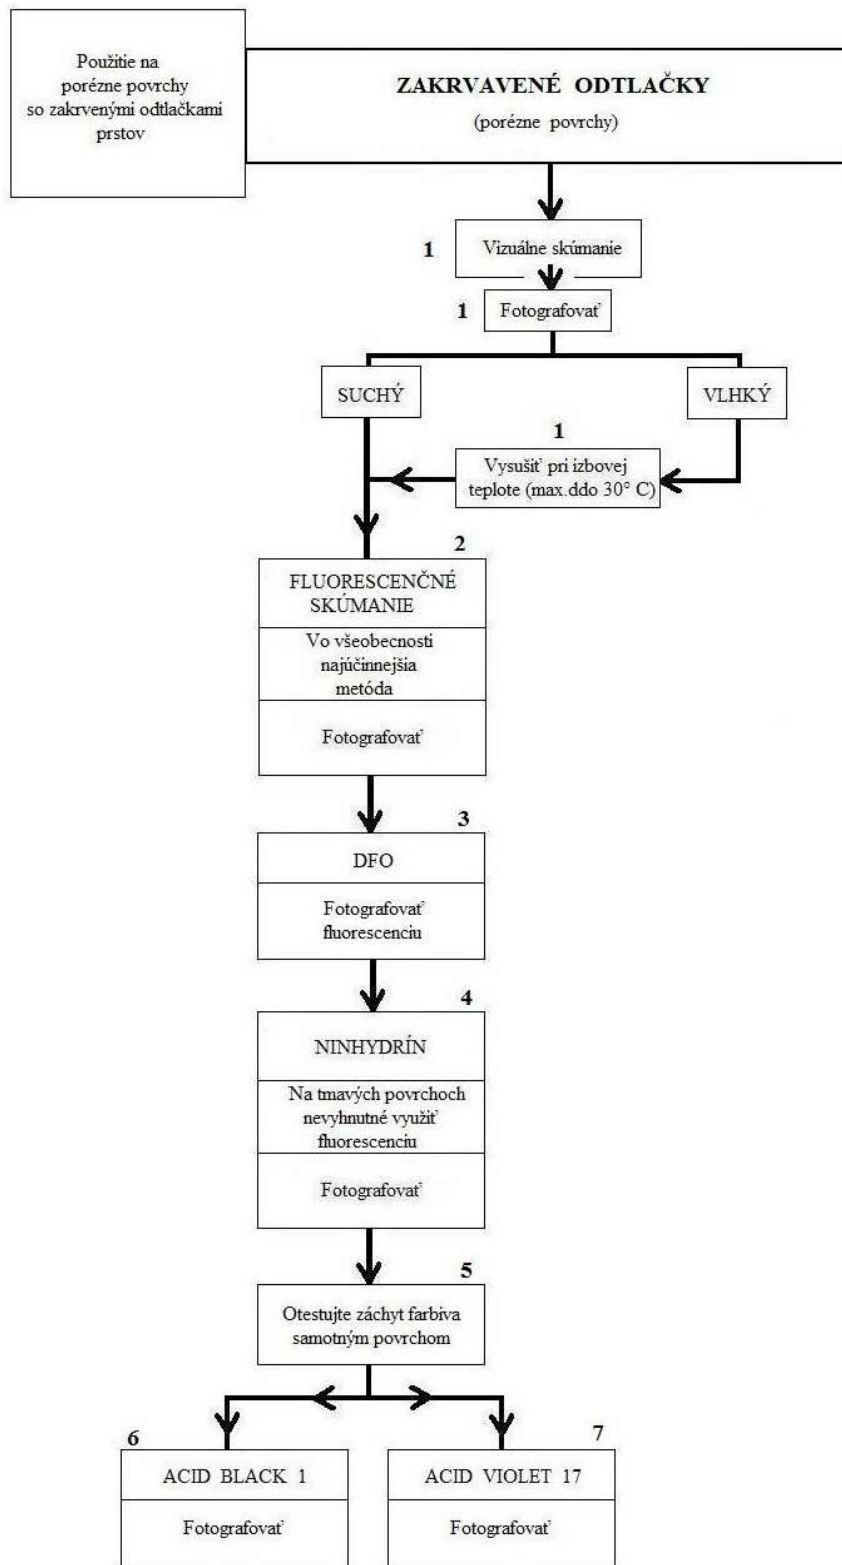 Použitie na
porézne povrchy
so zakrvenými odtlačkami
prstov
ZAKRVAVENÉ ODTLAČKY
(porézne povrchy)
1
Vizuálne skúmanie
1
Fotografovať
SUCHÝ
VLHKÝ
1
Vysušiť pri izbovej
teplote (max.ddo 30° C)
2
FLUORESCENČNÉ
SKÚMANIE
Vo všeobecnosti
najúčinnejšia
metóda
Fotografovať
3
DFO
Fotografovať
fluorescenciu
4
NINHYDRÍN
Na tmavých povrchoch
nevyhnutné využiť
fluorescenciu
Fotografovať
5
Otestujte záchyt farbiva
samotným povrchom
6
ACID BLACK 1
Fotografovať
7
ACID VIOLET 17
Fotografovať